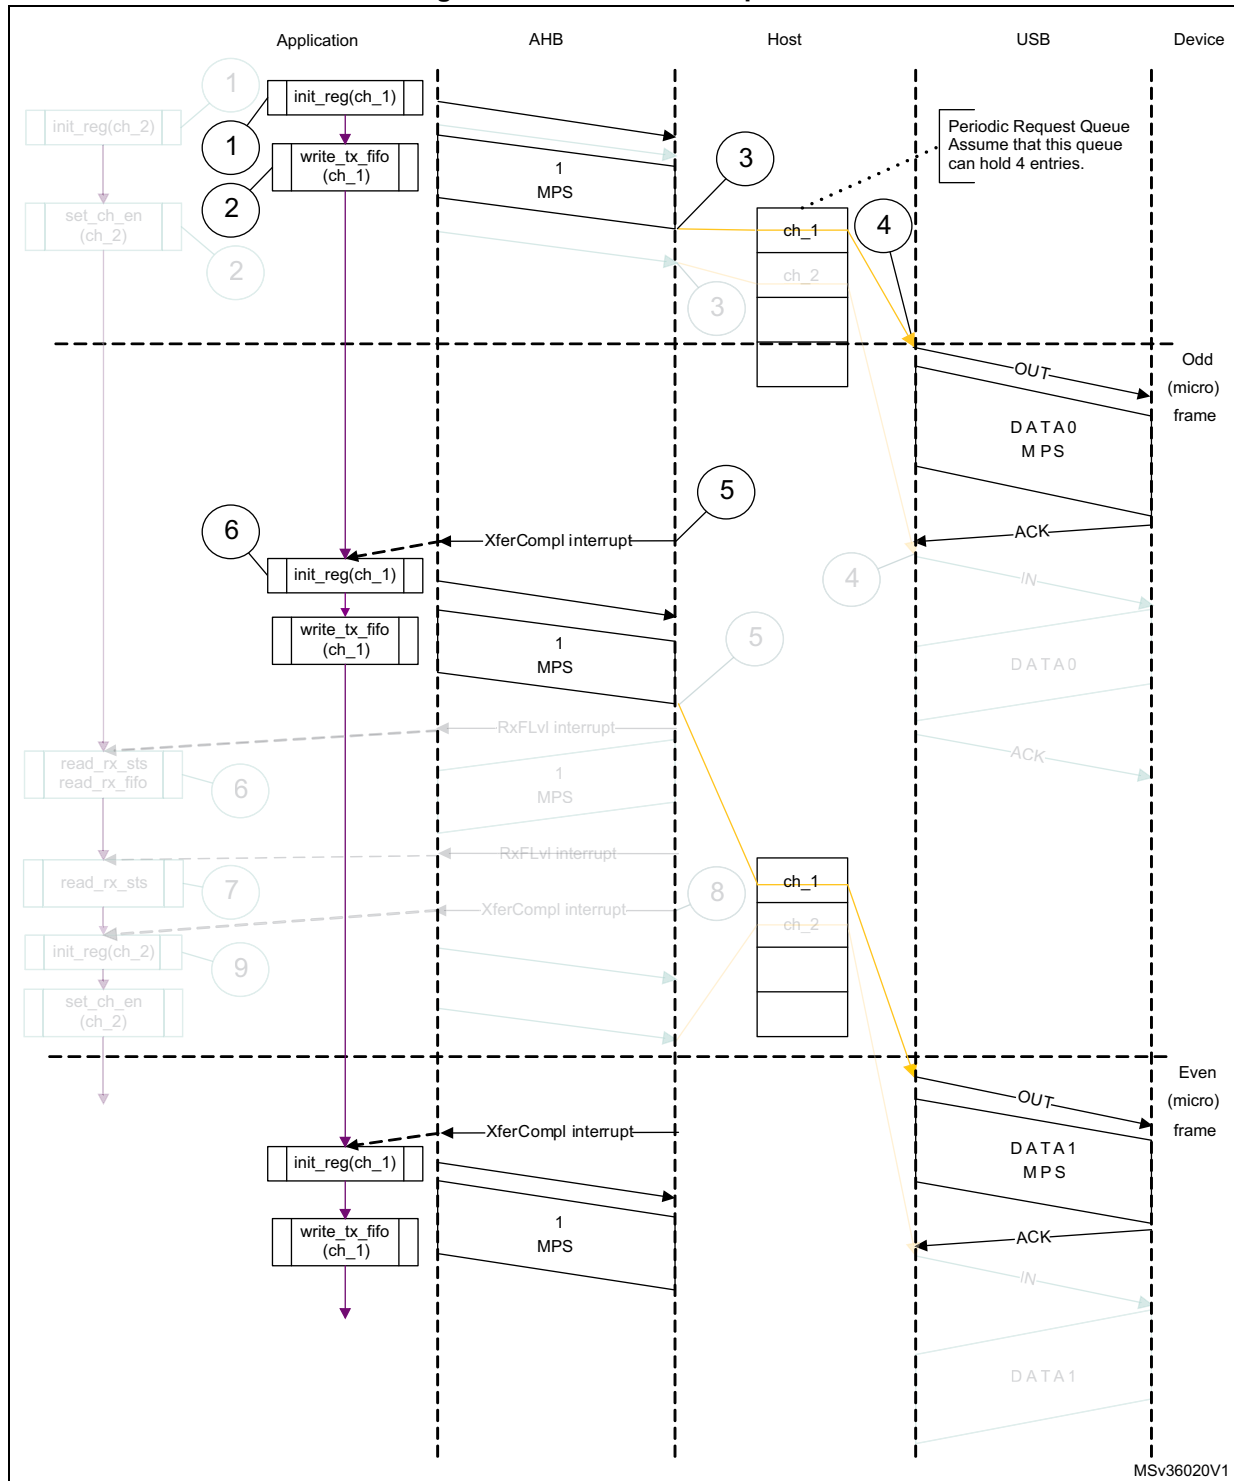 Application
AHB
Host
USB
Device
1
init_reg(ch_1)
init_reg(ch_2)
1
Periodic Request Queue
Assume that this queue
can hold 4 entries.
write_tx_fifo
(ch_1)
1
MPS
3
2
set_ch_en
(ch_2)
2
ch_1
4
ch_2
3
Odd
(micro)
frame
OUT
DATA0
MPS
5
6
XferCompl interrupt
ACK
init_reg(ch_1)
4
IN
write_tx_fifo
(ch_1)
1
MPS
5
DATA0
RxFLvl interrupt
ACK
read_rx_sts
read_rx_fifo
6
1
MPS
RxFLvl interrupt
read_rx_sts
7
ch_1
8
XferCompl interrupt
ch_2
init_reg(ch_2)
9
set_ch_en
(ch_2)
Even
(micro)
frame
OUT
XferCompl interrupt
DATA1
MPS
init_reg(ch_1)
write_tx_fifo
(ch_1)
1
MPS
ACK
IN
DATA1
MSv36020V1